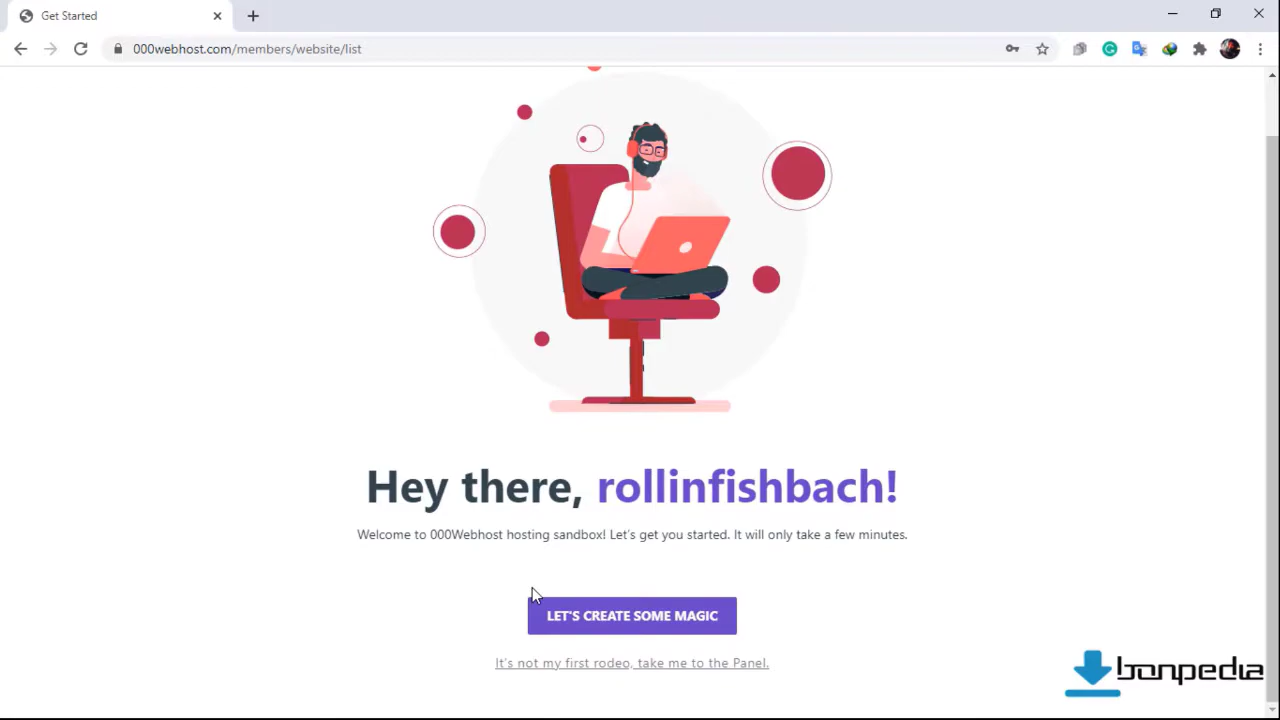 Get Started
000webhost.com/members/website/list
Hey there, rollinfishbach!
Welcome to 000Webhost hosting sandbox! Let's get you started. It will only take a few minutes.
LET'S CREATE SOME MAGIC
It's not my first rodeo, take me to the Panel.
bonpedia